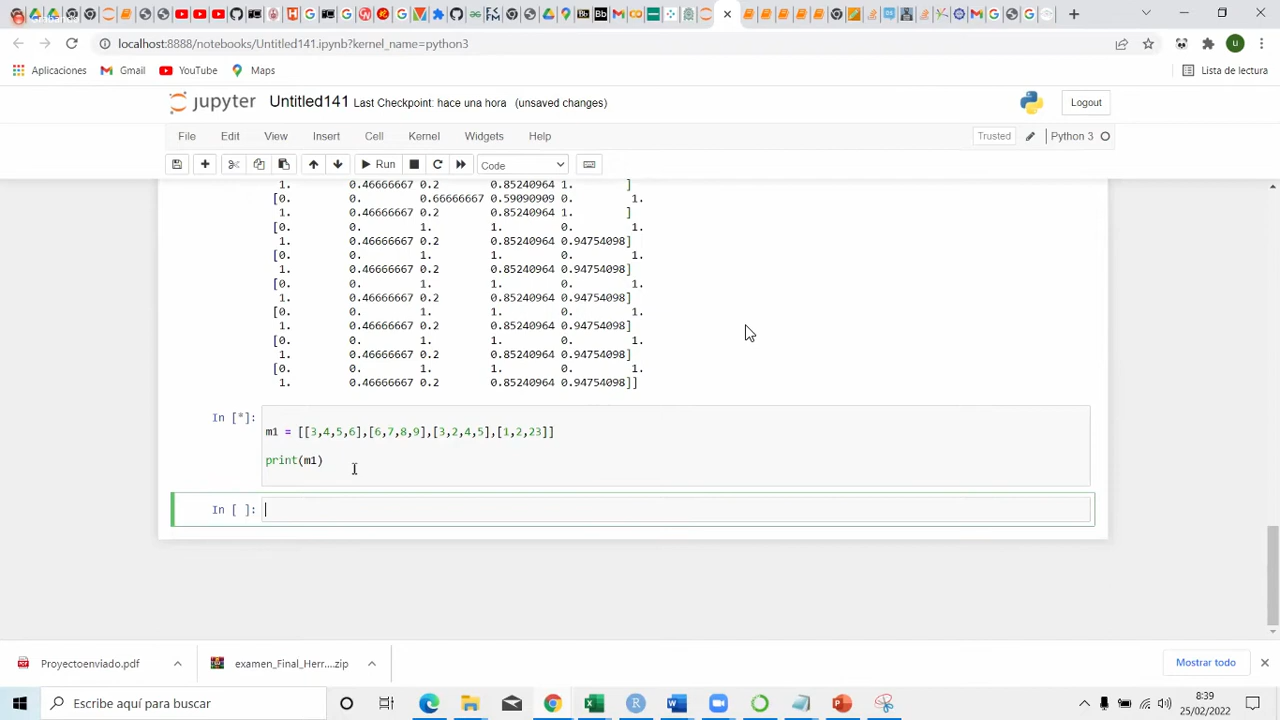 localhost:8888/notebooks/Untitled141.ipynb?kernel_name=python3
u
Aplicaciones
Gmail
YouTube
Maps
Lista de lectura
jupyter Untitled141 Last Checkpoint: hace una hora (unsaved changes)
Logout
File Edit View Insert Cell Kernel Widgets Help
Trusted
Python 3
Run
Code
1. 0.46666667 0.2 0.85240964 1. ]
[0. 0. 0.66666667 0.59090909 0. 1.
1. 0.46666667 0.2 0.85240964 1. ]
[0. 0. 1. 1. 0. 1.
1. 0.46666667 0.2 0.85240964 0.94754098]
[0. 0. 1. 1. 0. 1.
1. 0.46666667 0.2 0.85240964 0.94754098]
[0. 0. 1. 1. 0. 1.
1. 0.46666667 0.2 0.85240964 0.94754098]
[0. 0. 1. 1. 0. 1.
1. 0.46666667 0.2 0.85240964 0.94754098]
[0. 0. 1. 1. 0. 1.
1. 0.46666667 0.2 0.85240964 0.94754098]
[0. 0. 1. 1. 0. 1.
1. 0.46666667 0.2 0.85240964 0.94754098]]
In [*]:
m1 = [[3,4,5,6],[6,7,8,9],[3,2,4,5],[1,2,23]]
print(m1)
In [ ]:
Proyectoenviado.pdf
examen_Final_Herr....zip
Mostrar todo
Escribe aquí para buscar
8:39
25/02/2022